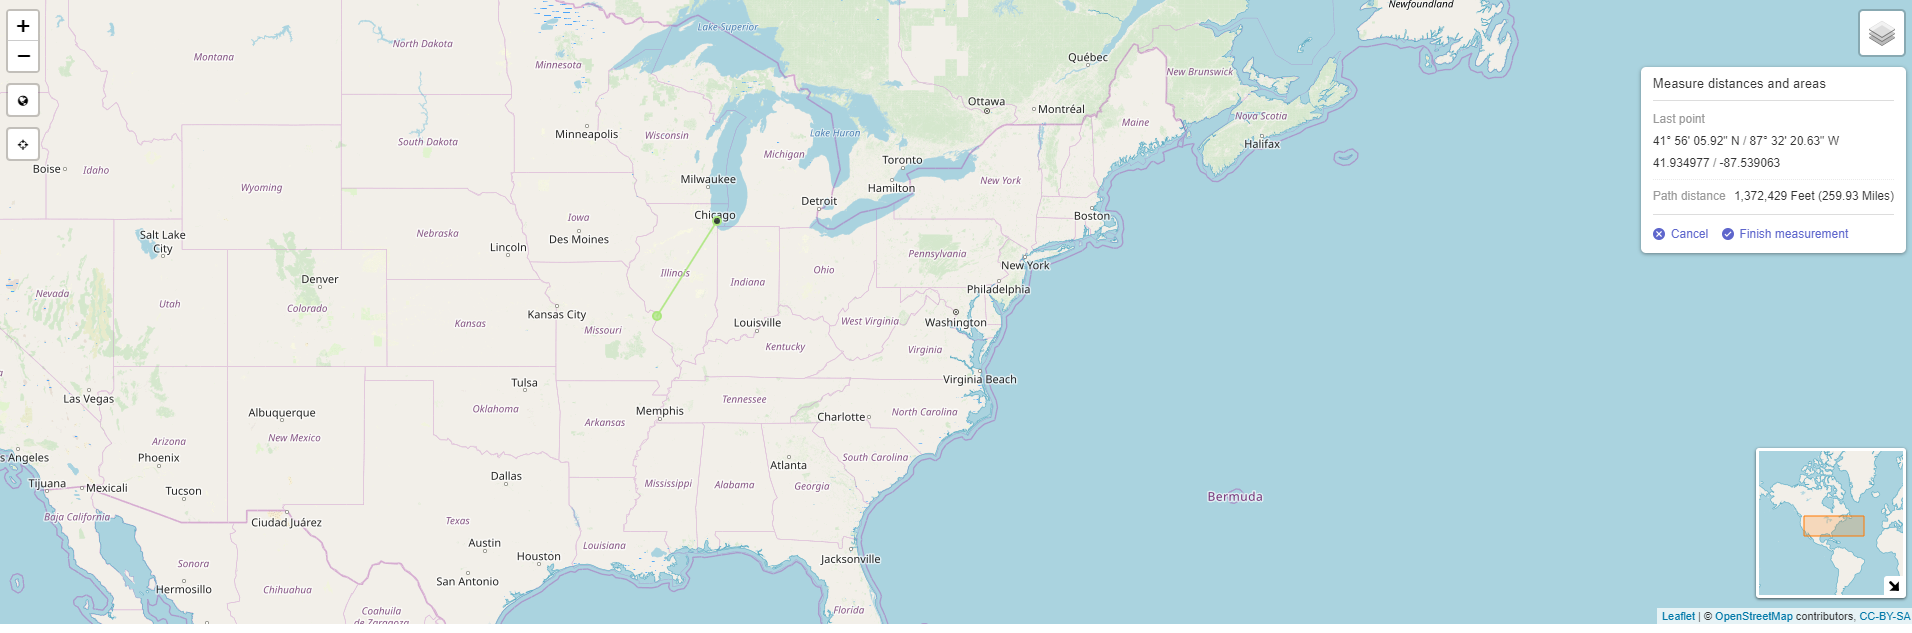 +
−
Newfoundland
Lake Superior
North Dakota
Montana
Québec
Minnesota
New Brunswick
Ottawa
Montréal
Maine
Nova Scotia
Minneapolis
Wisconsin
Lake Huron
South Dakota
Halifax
Michigan
Toronto
Boise
Idaho
Milwaukee
Hamilton
New York
Wyoming
Detroit
Chicago
Iowa
Boston
Salt Lake
City
Nebraska
Des Moines
Lincoln
Pennsylvania
New York
Illinois
Ohio
Denver
Indiana
Philadelphia
Nevada
Utah
Colorado
Kansas City
Kansas
Missouri
Louisville
West Virginia
Washington
Kentucky
Virginia
Virginia Beach
Tulsa
Las Vegas
Tennessee
Albuquerque
Oklahoma
Memphis
Charlotte
North Carolina
Arkansas
New Mexico
Arizona
s Angeles
Phoenix
Atlanta
South Carolina
Dallas
Tijuana
Mexicali
Tucson
Mississippi
Alabama
Georgia
Bermuda
Baja California
Ciudad Juárez
Texas
Austin
Louisiana
Houston
Jacksonville
Sonora
San Antonio
Hermosillo
Chihuahua
Coahuila
de Zaragoza
Florida
Measure distances and areas
Last point
41° 56' 05.92" N / 87° 32' 20.63" W
41.934977 / -87.539063
Path distance 1,372,429 Feet (259.93 Miles)
Cancel Finish measurement
Leaflet | © OpenStreetMap contributors, CC-BY-SA